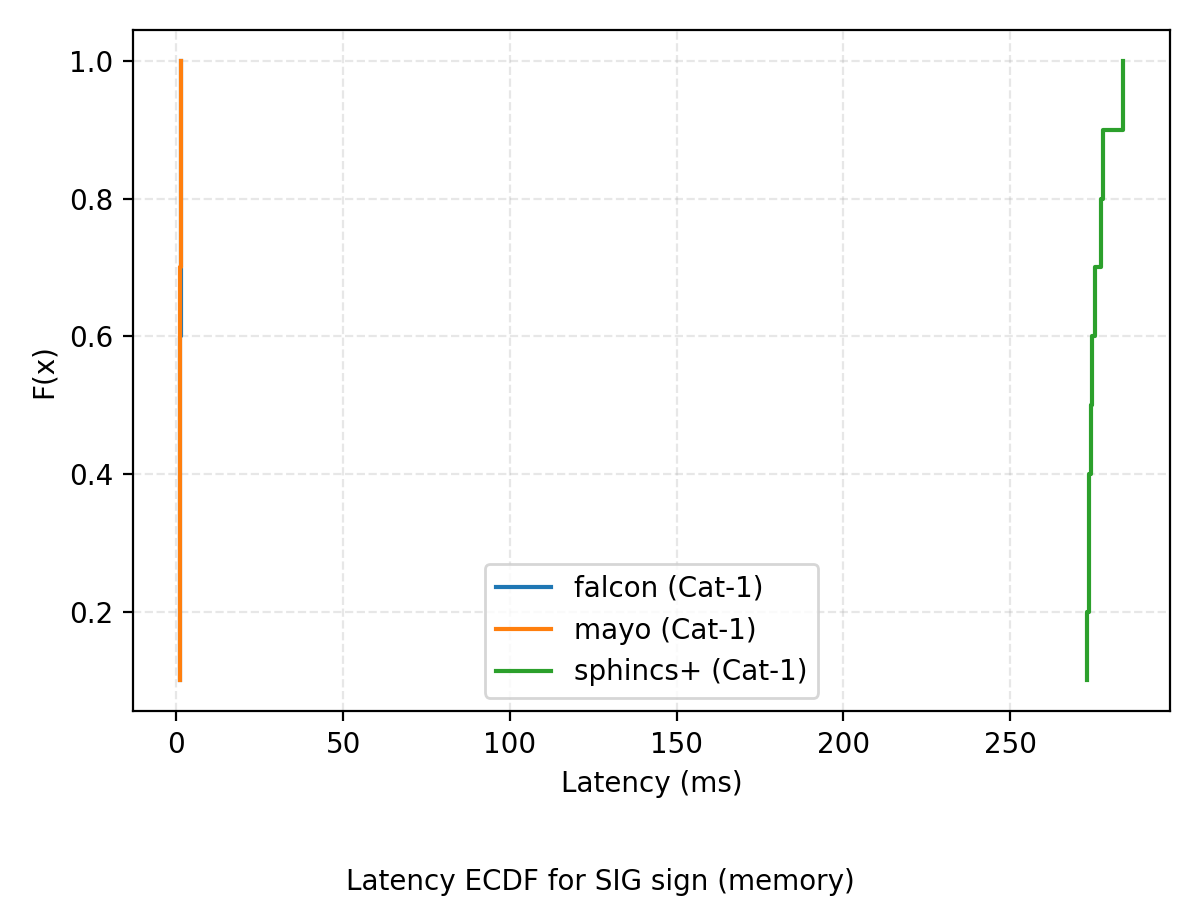 1.0
0.8
0.6
0.4
0.2
F(x)
falcon (Cat-1)
mayo (Cat-1)
sphincs+ (Cat-1)
0 50 100 150 200 250
Latency (ms)
Latency ECDF for SIG sign (memory)